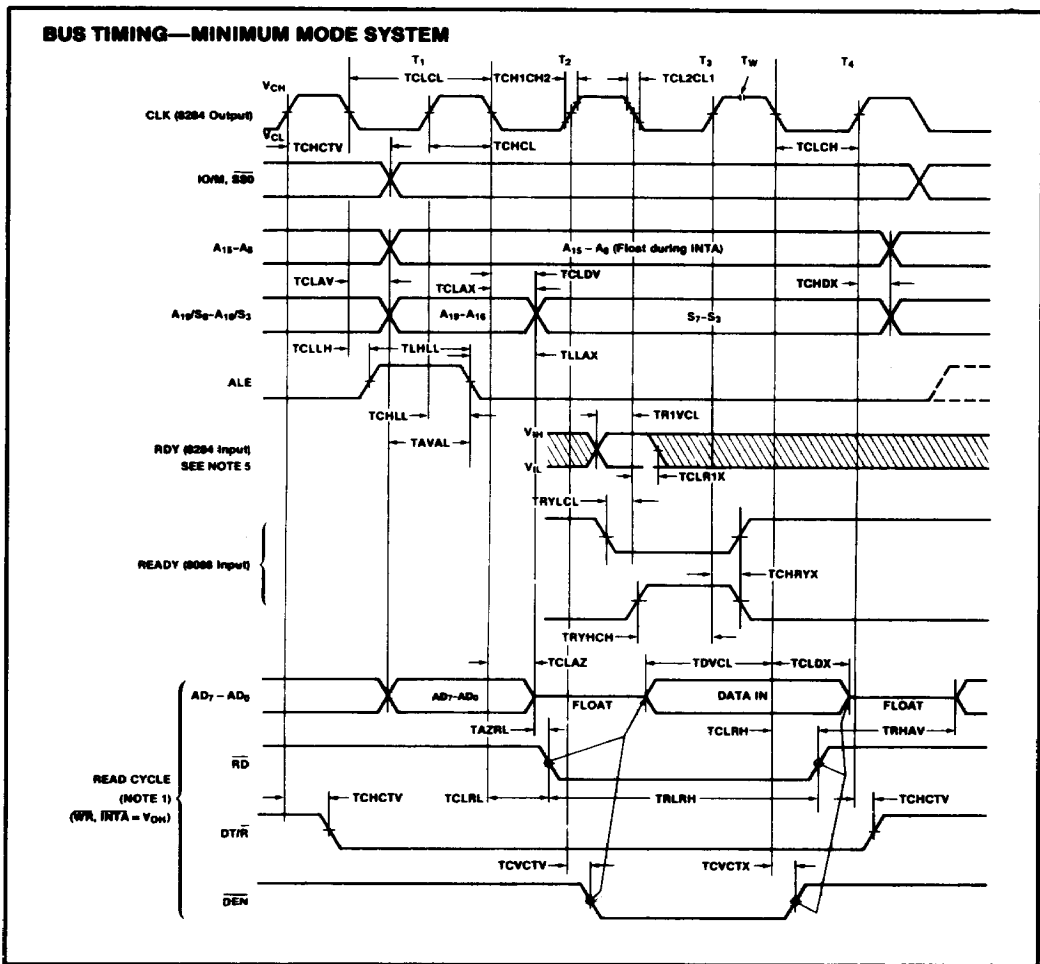 BUS TIMING—MINIMUM MODE SYSTEM
T1 T2 T3 TW T4
TCLCL TCH1CH2 TCL2CL1
VCH
CLK (8284 Output)
VCL
TCHCTV TCHCL TCLCH
IO/M, SS0
A15–A8 A15 – A8 (Float during INTA)
TCLAV TCLAX TCLDV TCHDX
A19/S6–A16/S3 A19–A16 S7–S3
TCLLH TLHLL TLLAX
ALE
TCHLL TR1VCL
TAVAL
VIH
RDY (8284 Input)
SEE NOTE 5
VIL
TCLR1X
TRYLCL
READY (8088 Input)
TCHRYX
TRYHCH
TCLAZ TDVCL TCLDX
AD7 – AD0 AD7–AD0 FLOAT DATA IN FLOAT
TAZRL TCLRH TRHAV
RD
READ CYCLE
(NOTE 1)
(WR, INTA = VOH)
TCHCTV TCLRL TRLRH TCHCTV
DT/R
TCVCTV TCVCTX
DEN